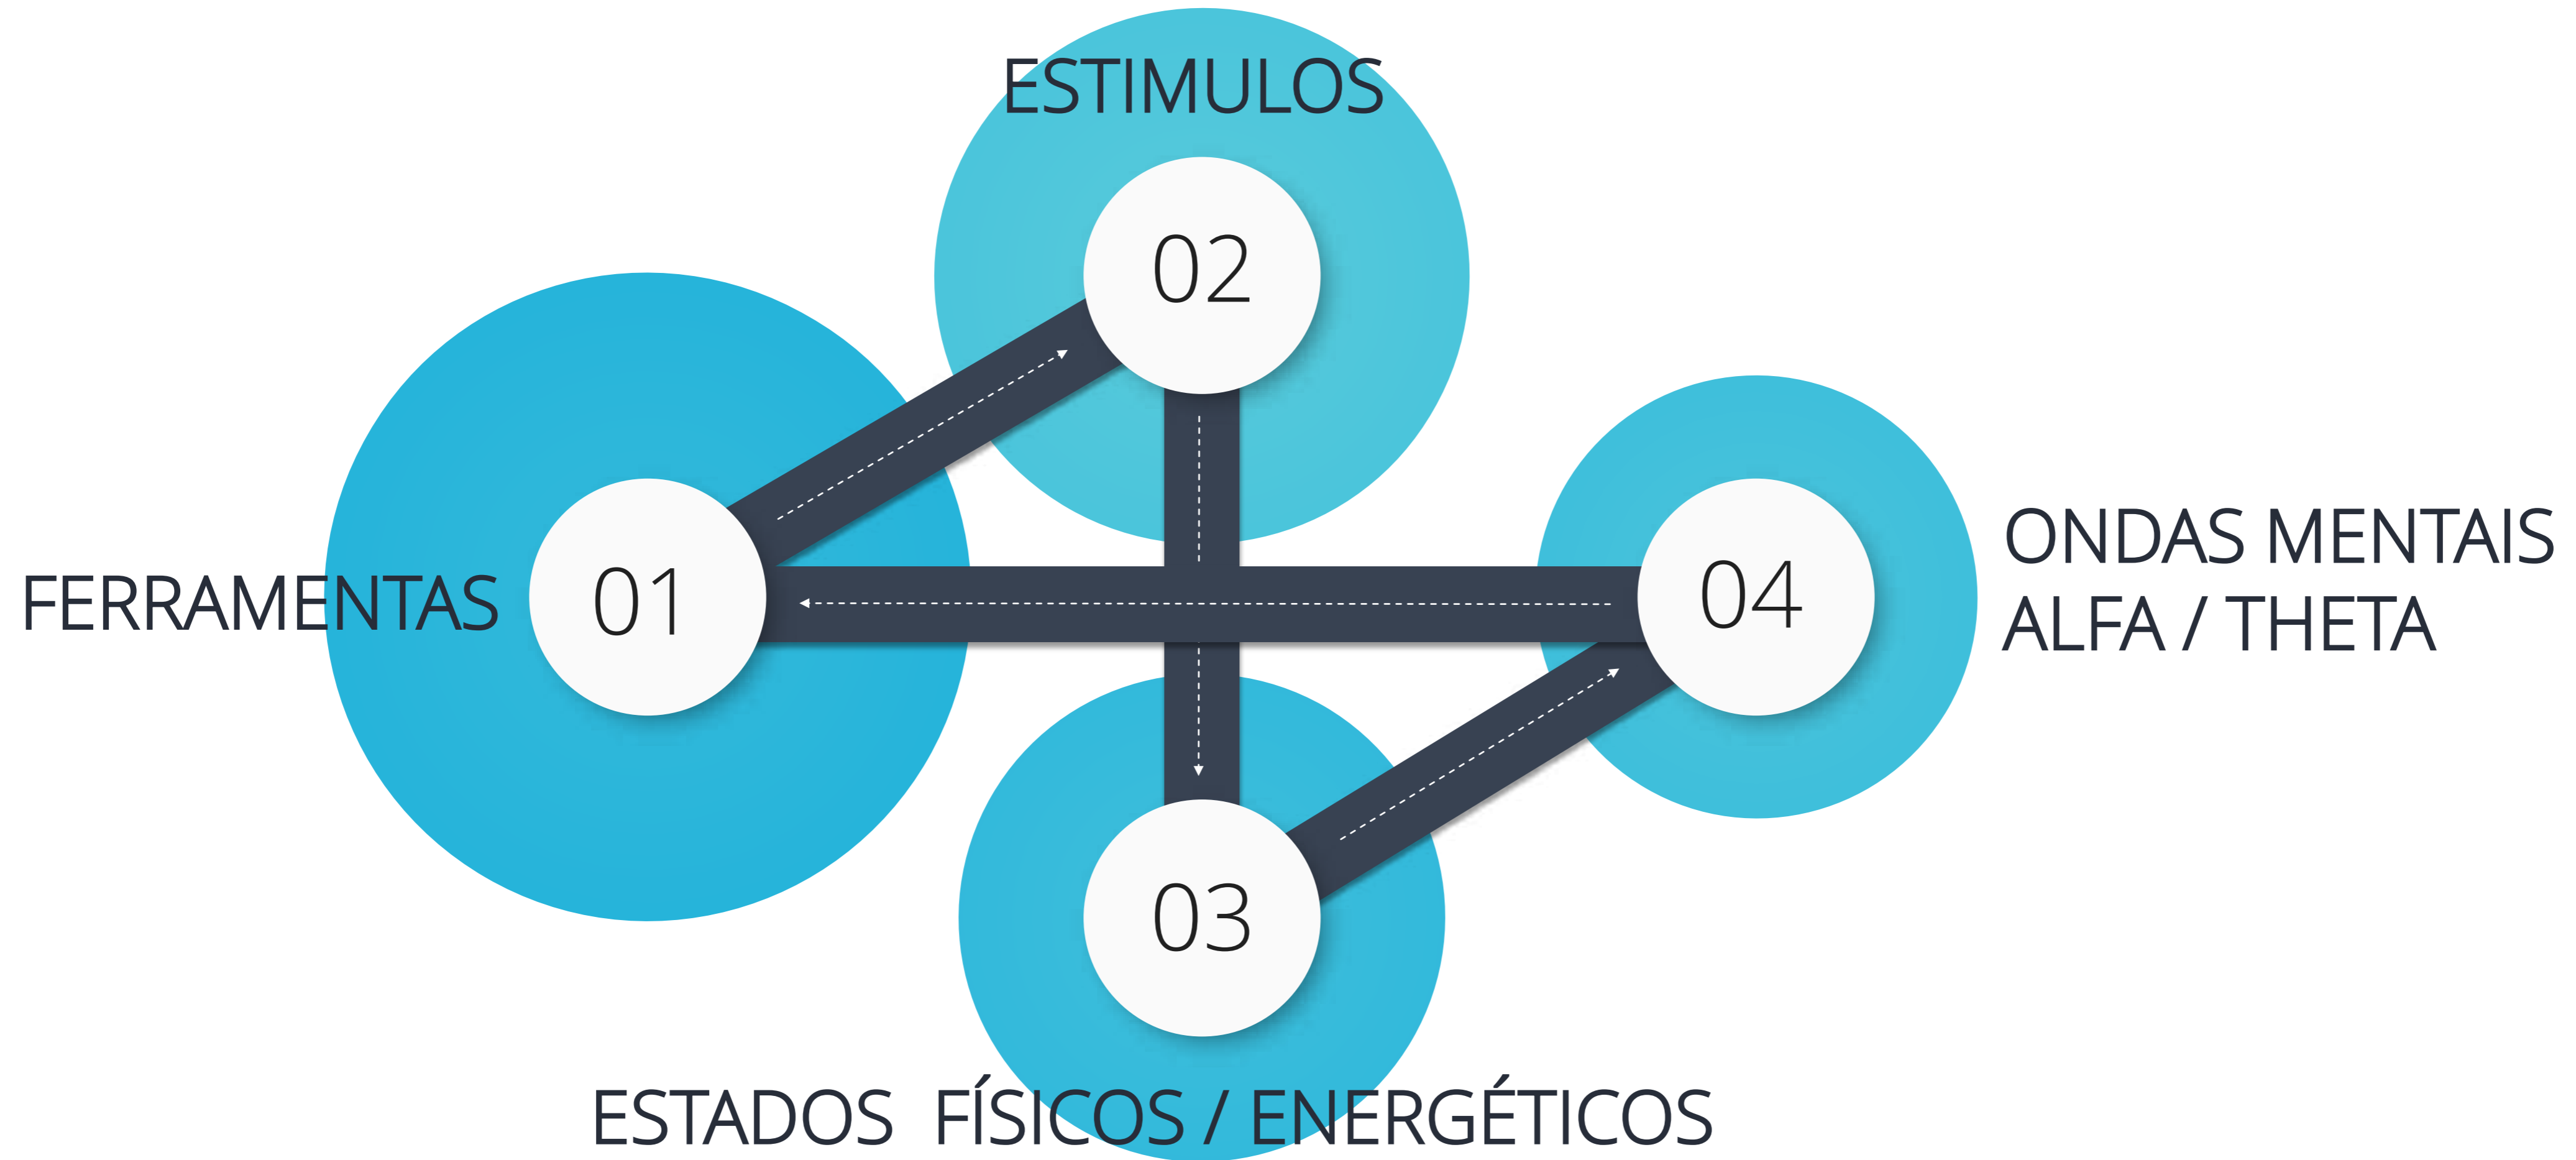 ESTIMULOS
02
FERRAMENTAS
01
04
ONDAS MENTAIS
ALFA / THETA
03
ESTADOS FÍSICOS / ENERGÉTICOS